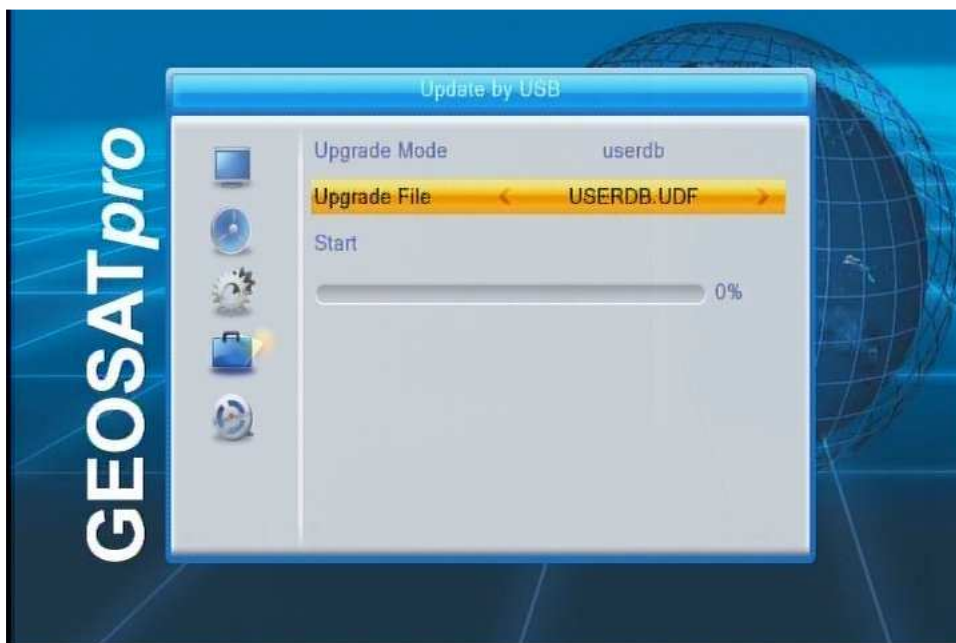 GEOSATpro
Update by USB
Upgrade Mode userdb
Upgrade File < USERDB.UDF >
Start
0%